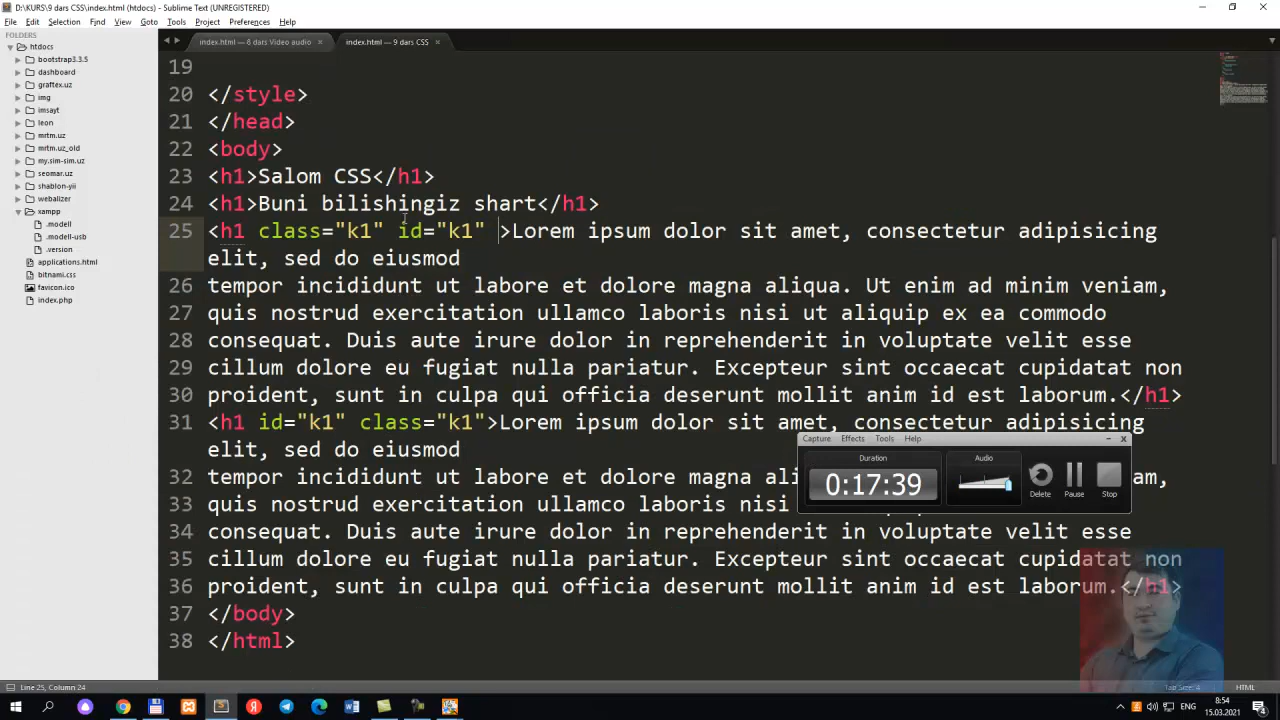 D:\KURS\9 dars CSS\index.html (htdocs) - Sublime Text (UNREGISTERED)
File Edit Selection Find View Goto Tools Project Preferences Help
FOLDERS
htdocs
bootstrap3.3.5
dashboard
graftex.uz
img
imsayt
leon
mrtm.uz
mrtm.uz_old
my.sim-sim.uz
seomar.uz
shablon-yii
webalizer
xampp
.modell
.modell-usb
.version
applications.html
bitnami.css
favicon.ico
index.php
index.html — 8 dars Video audio × index.html — 9 dars CSS ×
19
20 </style>
21 </head>
22 <body>
23 <h1>Salom CSS</h1>
24 <h1>Buni bilishingiz shart</h1>
25 <h1 class="k1" id="k1" >Lorem ipsum dolor sit amet, consectetur adipisicing
elit, sed do eiusmod
26 tempor incididunt ut labore et dolore magna aliqua. Ut enim ad minim veniam,
27 quis nostrud exercitation ullamco laboris nisi ut aliquip ex ea commodo
28 consequat. Duis aute irure dolor in reprehenderit in voluptate velit esse
29 cillum dolore eu fugiat nulla pariatur. Excepteur sint occaecat cupidatat non
30 proident, sunt in culpa qui officia deserunt mollit anim id est laborum.</h1>
31 <h1 id="k1" class="k1">Lorem ipsum dolor sit amet, consectetur adipisicing
elit, sed do eiusmod
32 tempor incididunt ut labore et dolore magna ali am,
33 quis nostrud exercitation ullamco laboris nisi
34 consequat. Duis aute irure dolor in reprehenderit in voluptate velit esse
35 cillum dolore eu fugiat nulla pariatur. Excepteur sint occaecat cupidatat non
36 proident, sunt in culpa qui officia deserunt mollit anim id est laborum.</h1>
37 </body>
38 </html>
Capture Effects Tools Help
Duration Audio
0:17:39
Delete Pause Stop
Line 25, Column 24 Tab Size: 4 HTML
ENG 8:54
15.03.2021